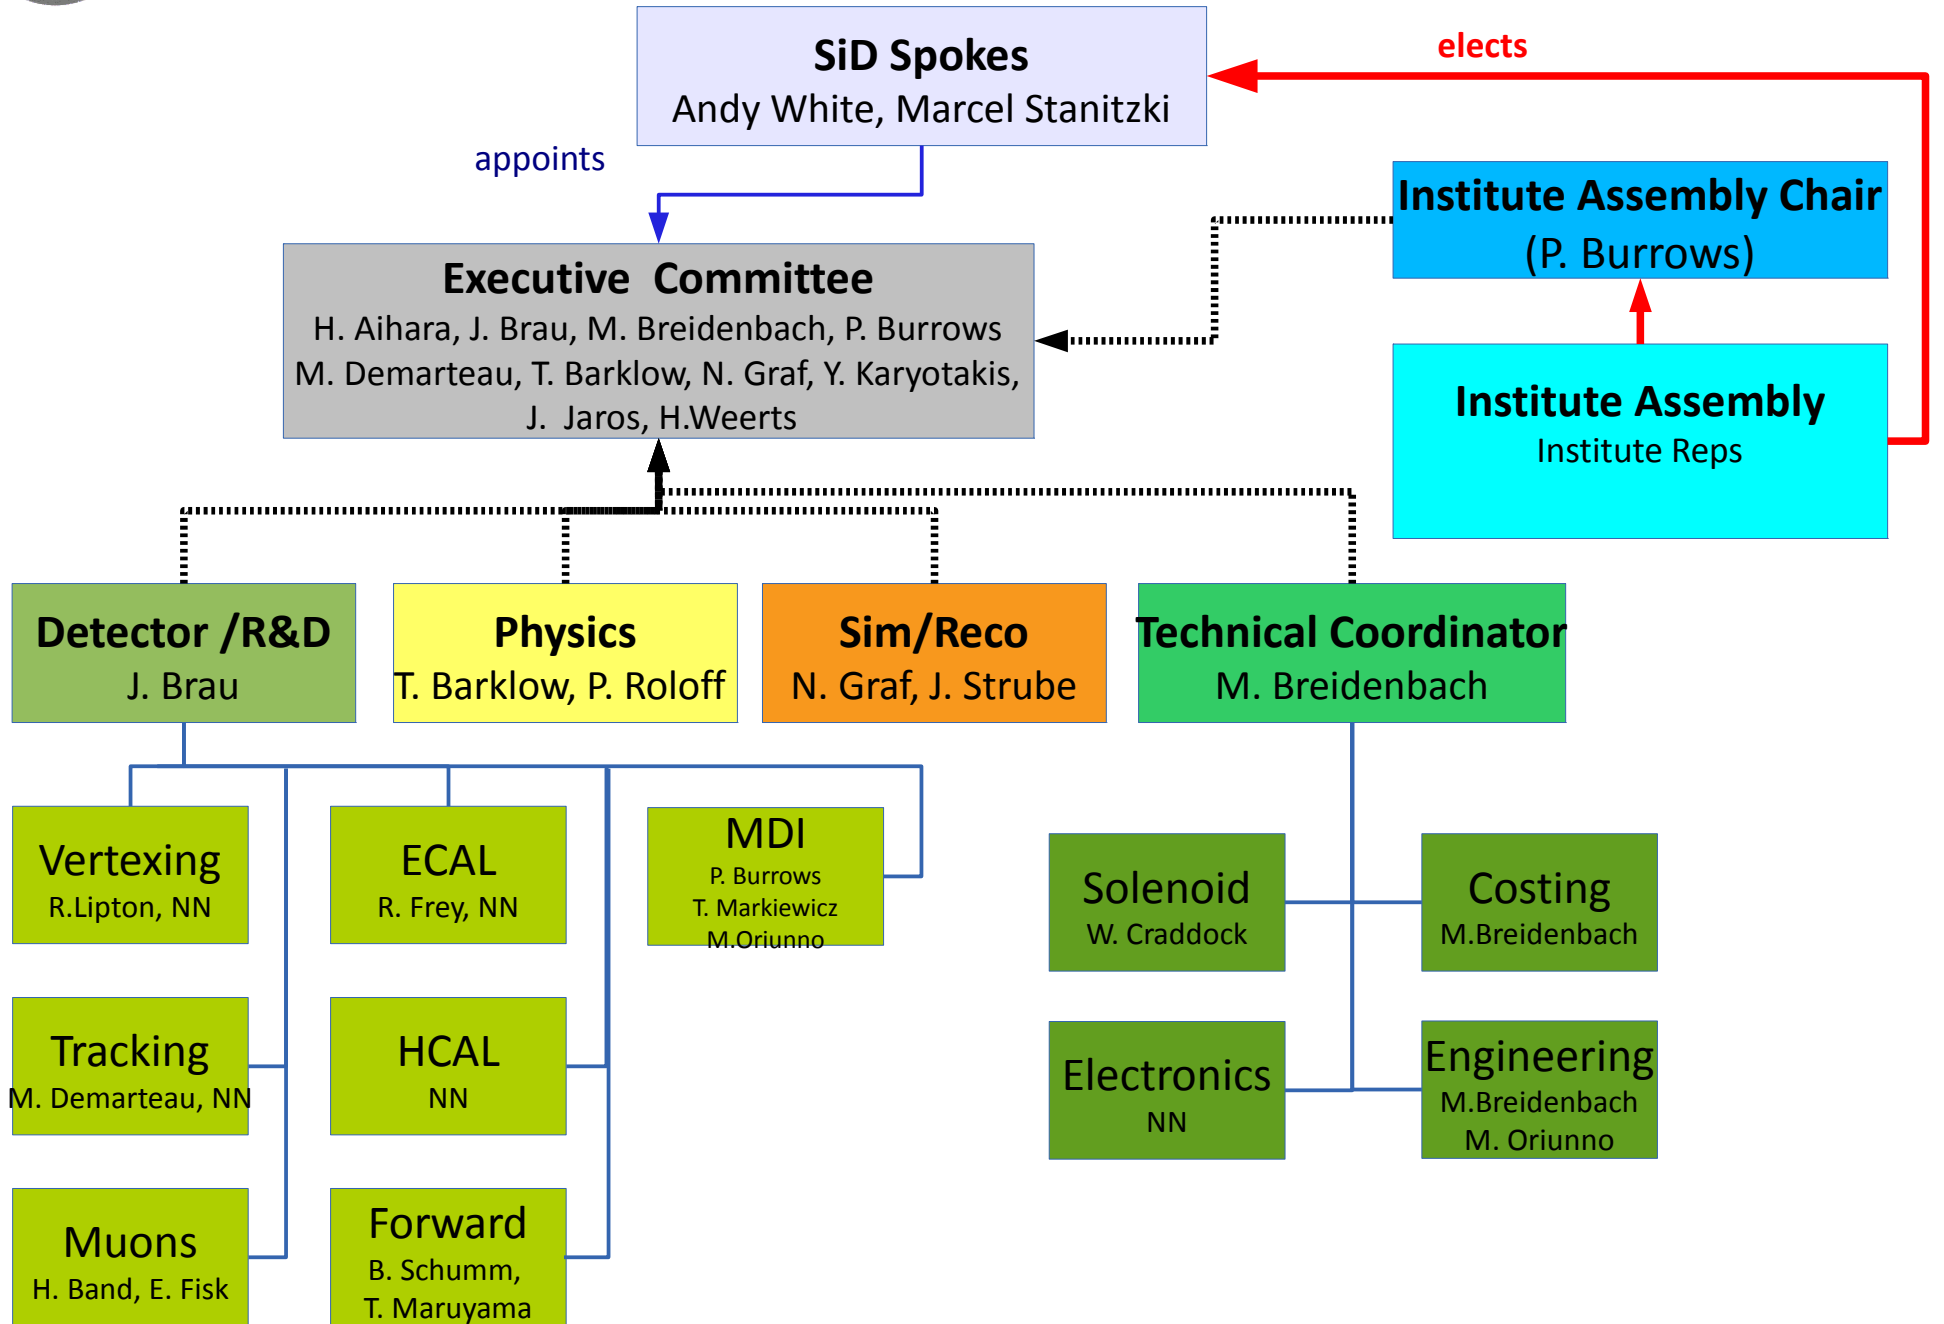 SiD Spokes
Andy White, Marcel Stanitzki
elects
appoints
Institute Assembly Chair
(P. Burrows)
Executive  Committee
H. Aihara, J. Brau, M. Breidenbach, P. Burrows
M. Demarteau, T. Barklow, N. Graf, Y. Karyotakis,
J.  Jaros, H.Weerts
Institute Assembly
Institute Reps
Detector /R&D
J. Brau
Physics
T. Barklow, P. Roloff
Sim/Reco
N. Graf, J. Strube
Technical Coordinator
M. Breidenbach
Vertexing
R.Lipton, NN
ECAL
R. Frey, NN
MDI
P. Burrows
T. Markiewicz
M.Oriunno
Solenoid
W. Craddock
Costing
M.Breidenbach
Tracking
M. Demarteau, NN
HCAL
NN
Electronics
NN
Engineering
M.Breidenbach
M. Oriunno
Muons
H. Band, E. Fisk
Forward
B. Schumm,
T. Maruyama